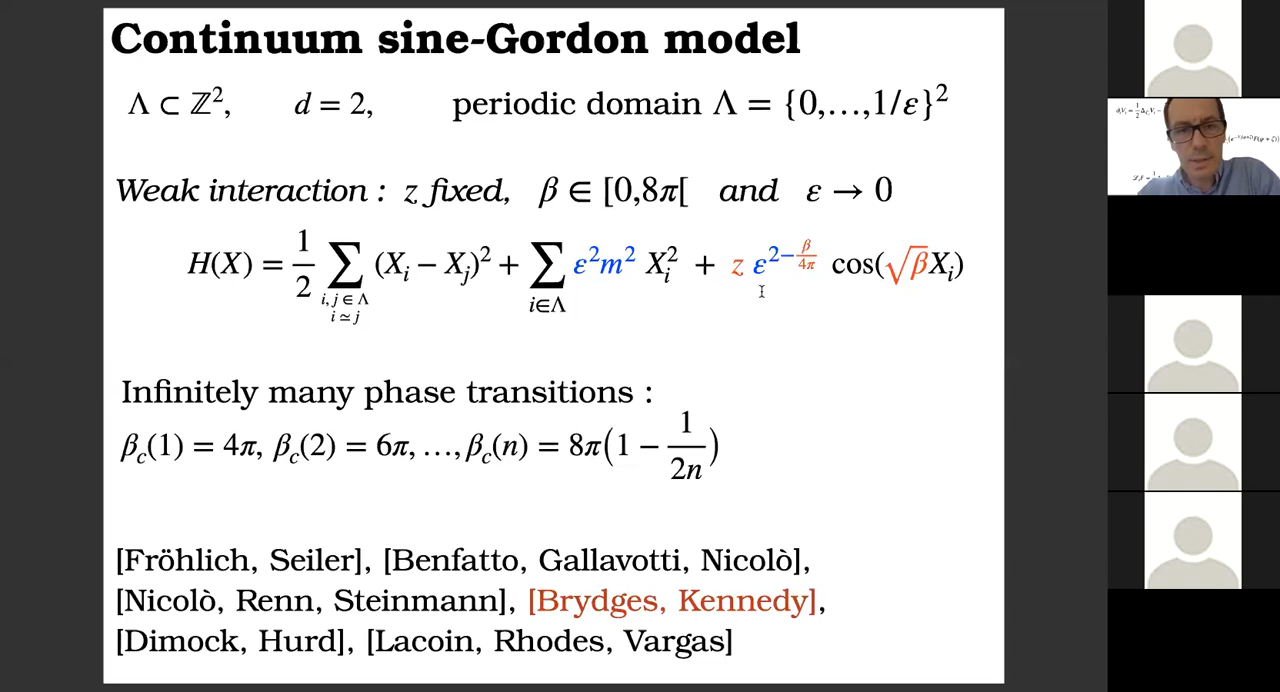 Continuum sine-Gordon model
Λ ⊂ ℤ², d = 2, periodic domain Λ = {0,…,1/ε}²
Weak interaction : z fixed, β ∈ [0,8π[ and ε → 0
H(X) = 1/2 ∑_{i,j ∈ Λ, i ≃ j} (X_i − X_j)² + ∑_{i∈Λ} ε²m² X_i² + z ε^{2−β/4π} cos(√β X_i)
Infinitely many phase transitions :
β_c(1) = 4π, β_c(2) = 6π, …, β_c(n) = 8π(1 − 1/2n)
[Fröhlich, Seiler], [Benfatto, Gallavotti, Nicolò],
[Nicolò, Renn, Steinmann], [Brydges, Kennedy],
[Dimock, Hurd], [Lacoin, Rhodes, Vargas]